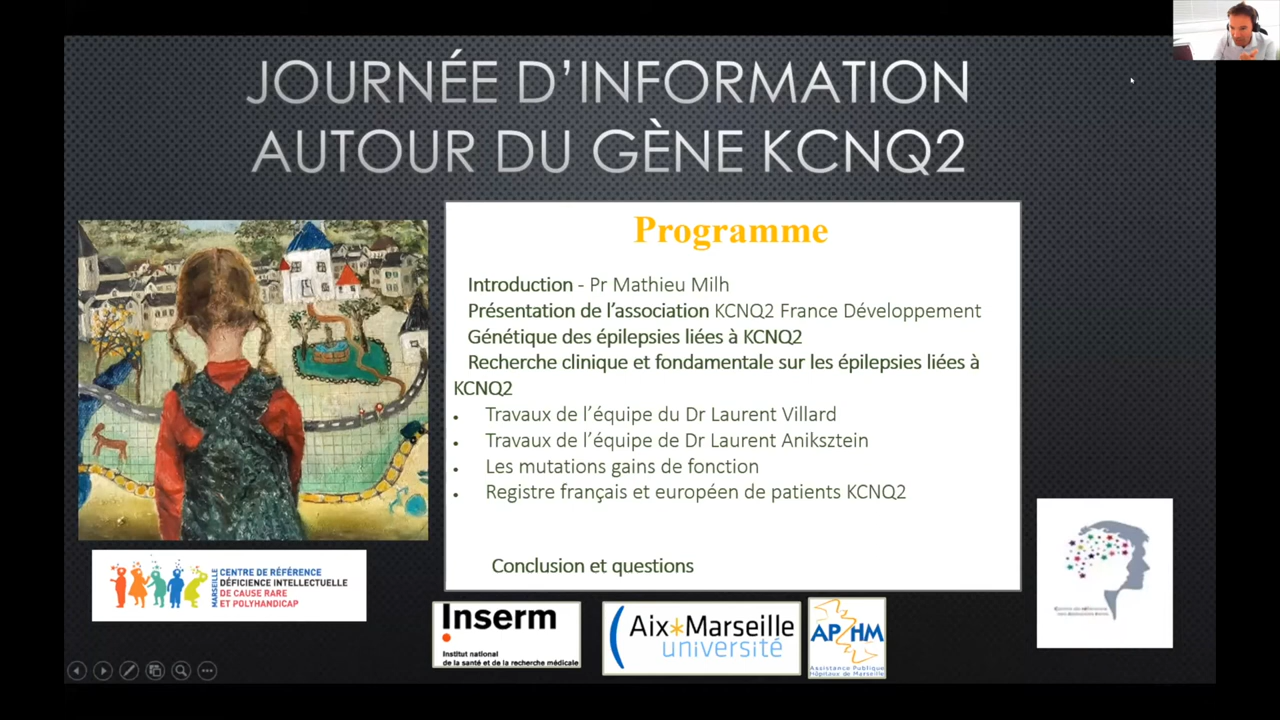 JOURNÉE D'INFORMATION
AUTOUR DU GÈNE KCNQ2
Programme
Introduction - Pr Mathieu Milh
Présentation de l'association KCNQ2 France Développement
Génétique des épilepsies liées à KCNQ2
Recherche clinique et fondamentale sur les épilepsies liées à
KCNQ2
• Travaux de l'équipe du Dr Laurent Villard
• Travaux de l'équipe de Dr Laurent Aniksztein
• Les mutations gains de fonction
• Registre français et européen de patients KCNQ2
Conclusion et questions
MARSEILLE
CENTRE DE RÉFÉRENCE
DÉFICIENCE INTELLECTUELLE
DE CAUSE RARE
ET POLYHANDICAP
Inserm
Institut national
de la santé et de la recherche médicale
Aix*Marseille
université
AP-HM
Assistance Publique
Hôpitaux de Marseille